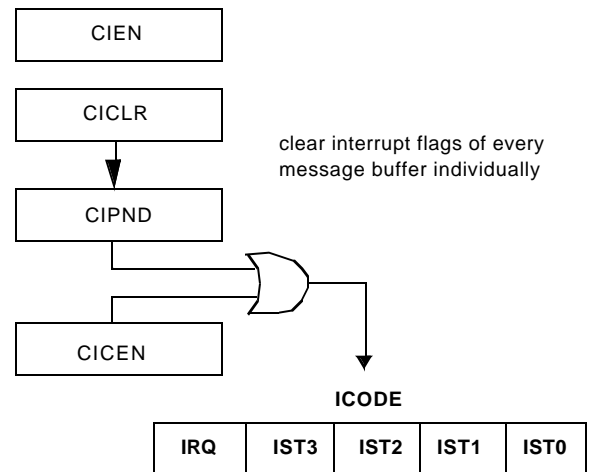 CIEN
CICLR
clear interrupt flags of every
message buffer individually
CIPND
CICEN
ICODE
IRQ IST3 IST2 IST1 IST0